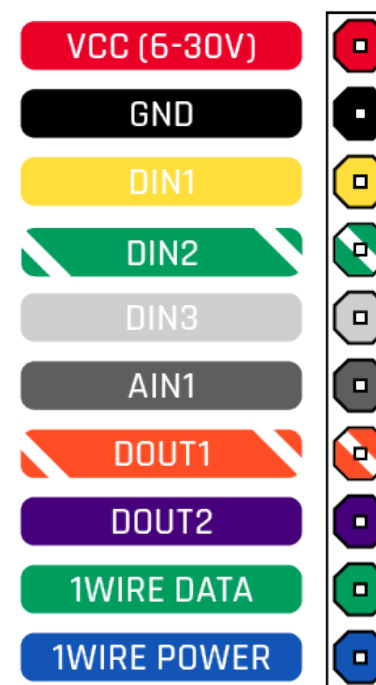 VCC (6-30V)
GND
DIN1
DIN2
DIN3
AIN1
DOUT1
DOUT2
1WIRE DATA
1WIRE POWER